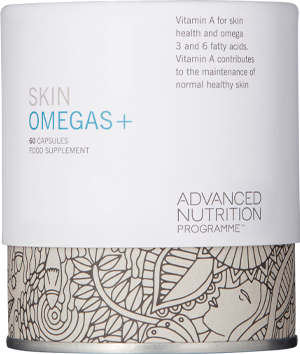 Vitamin A for skin
health and omega
3 and 6 fatty acids.
Vitamin A contributes
to the maintenance of
normal healthy skin
SKIN
OMEGAS+
60 CAPSULES
FOOD SUPPLEMENT
ADVANCED
NUTRITION
PROGRAMME™